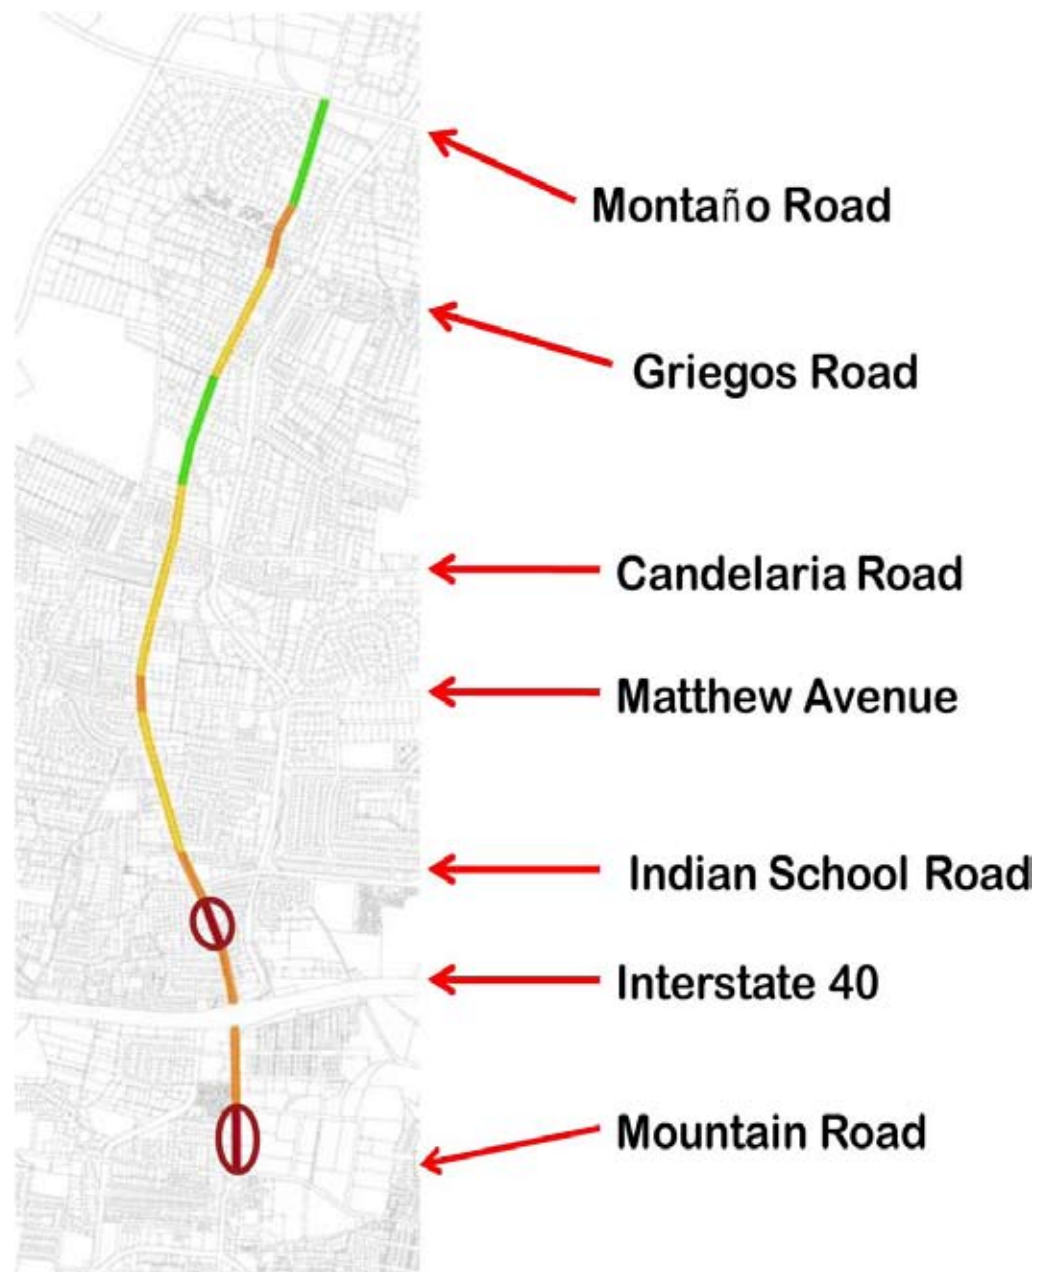 Montaño Road
Griegos Road
Candelaria Road
Matthew Avenue
Indian School Road
Interstate 40
Mountain Road